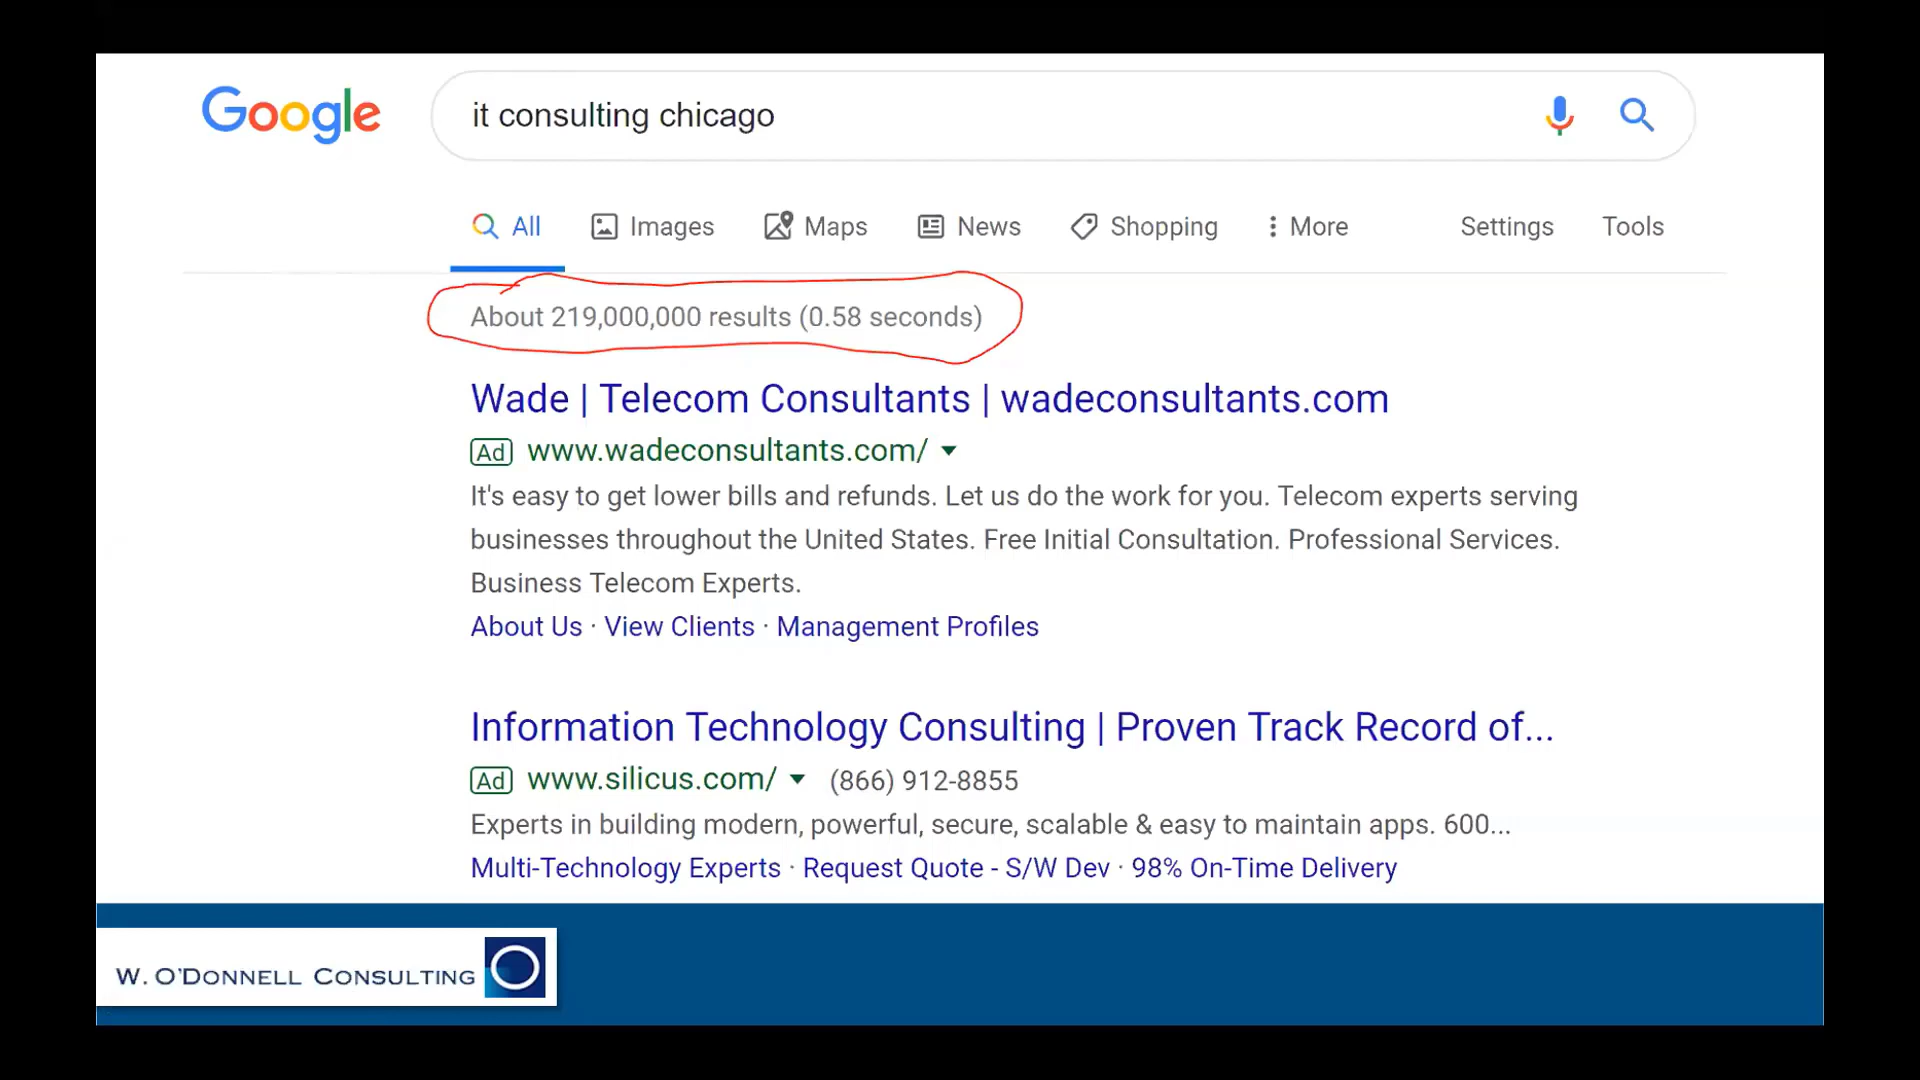 Google
it consulting chicago
All Images Maps News Shopping More Settings Tools
About 219,000,000 results (0.58 seconds)
Wade | Telecom Consultants | wadeconsultants.com
Ad www.wadeconsultants.com/
It's easy to get lower bills and refunds. Let us do the work for you. Telecom experts serving
businesses throughout the United States. Free Initial Consultation. Professional Services.
Business Telecom Experts.
About Us · View Clients · Management Profiles
Information Technology Consulting | Proven Track Record of...
Ad www.silicus.com/ (866) 912-8855
Experts in building modern, powerful, secure, scalable & easy to maintain apps. 600...
Multi-Technology Experts · Request Quote - S/W Dev · 98% On-Time Delivery
W. O'DONNELL CONSULTING